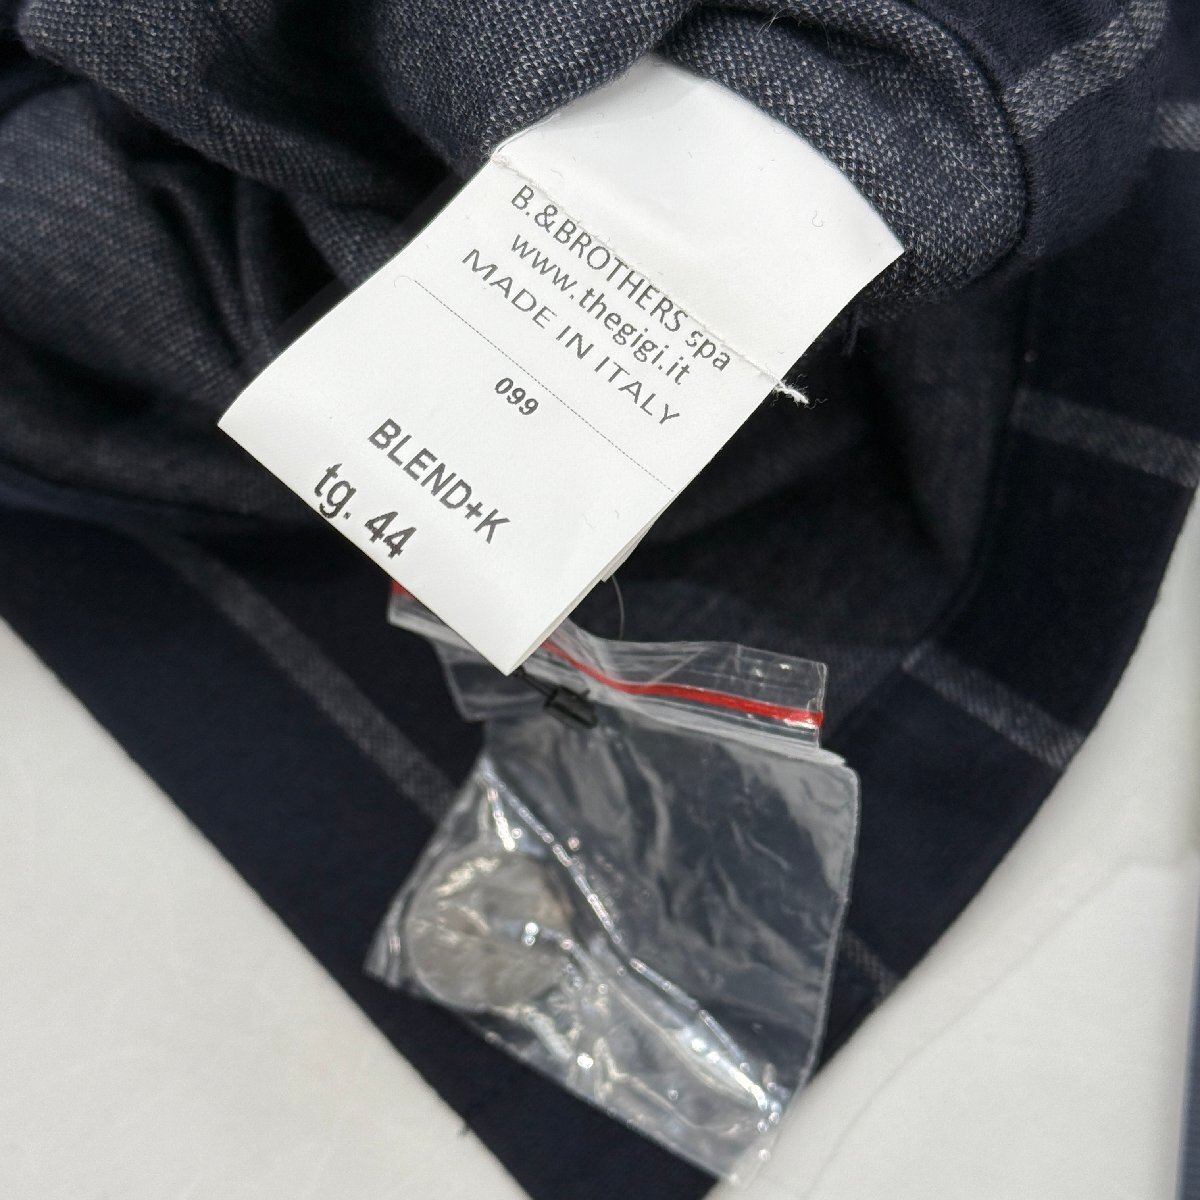 B.&BROTHERS spa
www.thegigi.it
MADE IN ITALY
099
BLEND+K
tg. 44